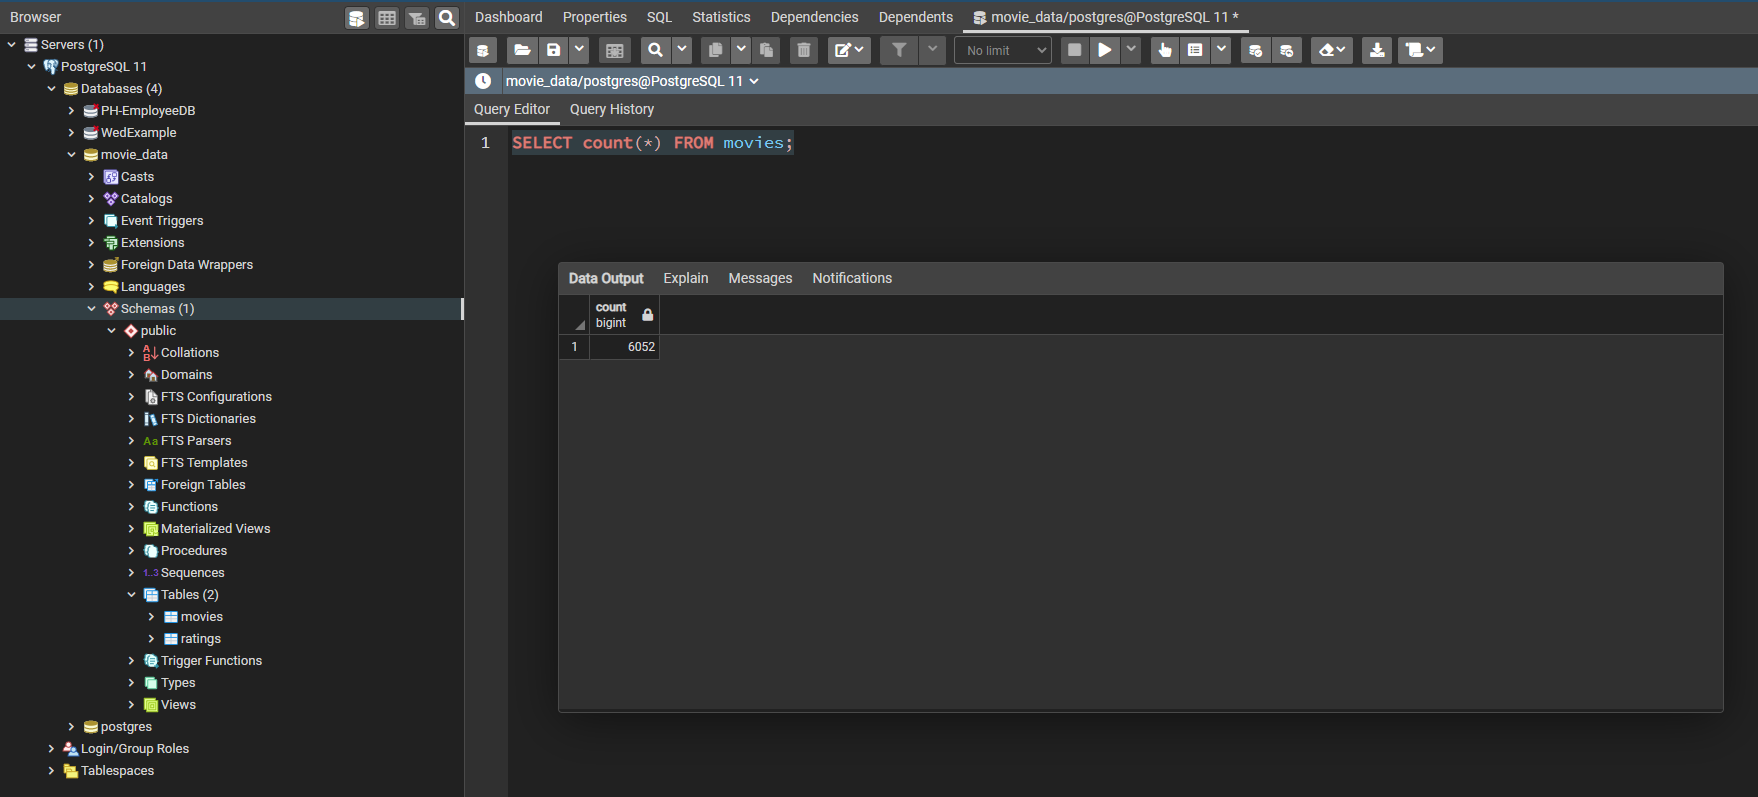 Browser
Servers (1)
PostgreSQL 11
Databases (4)
PH-EmployeeDB
WedExample
movie_data
Casts
Catalogs
Event Triggers
Extensions
Foreign Data Wrappers
Languages
Schemas (1)
public
Collations
Domains
FTS Configurations
FTS Dictionaries
Aa FTS Parsers
FTS Templates
Foreign Tables
Functions
Materialized Views
Procedures
1..3 Sequences
Tables (2)
movies
ratings
Trigger Functions
Types
Views
postgres
Login/Group Roles
Tablespaces
Dashboard Properties SQL Statistics Dependencies Dependents movie_data/postgres@PostgreSQL 11 *
No limit
movie_data/postgres@PostgreSQL 11
Query Editor Query History
1 SELECT count(*) FROM movies;
Data Output Explain Messages Notifications
count
bigint
1 6052